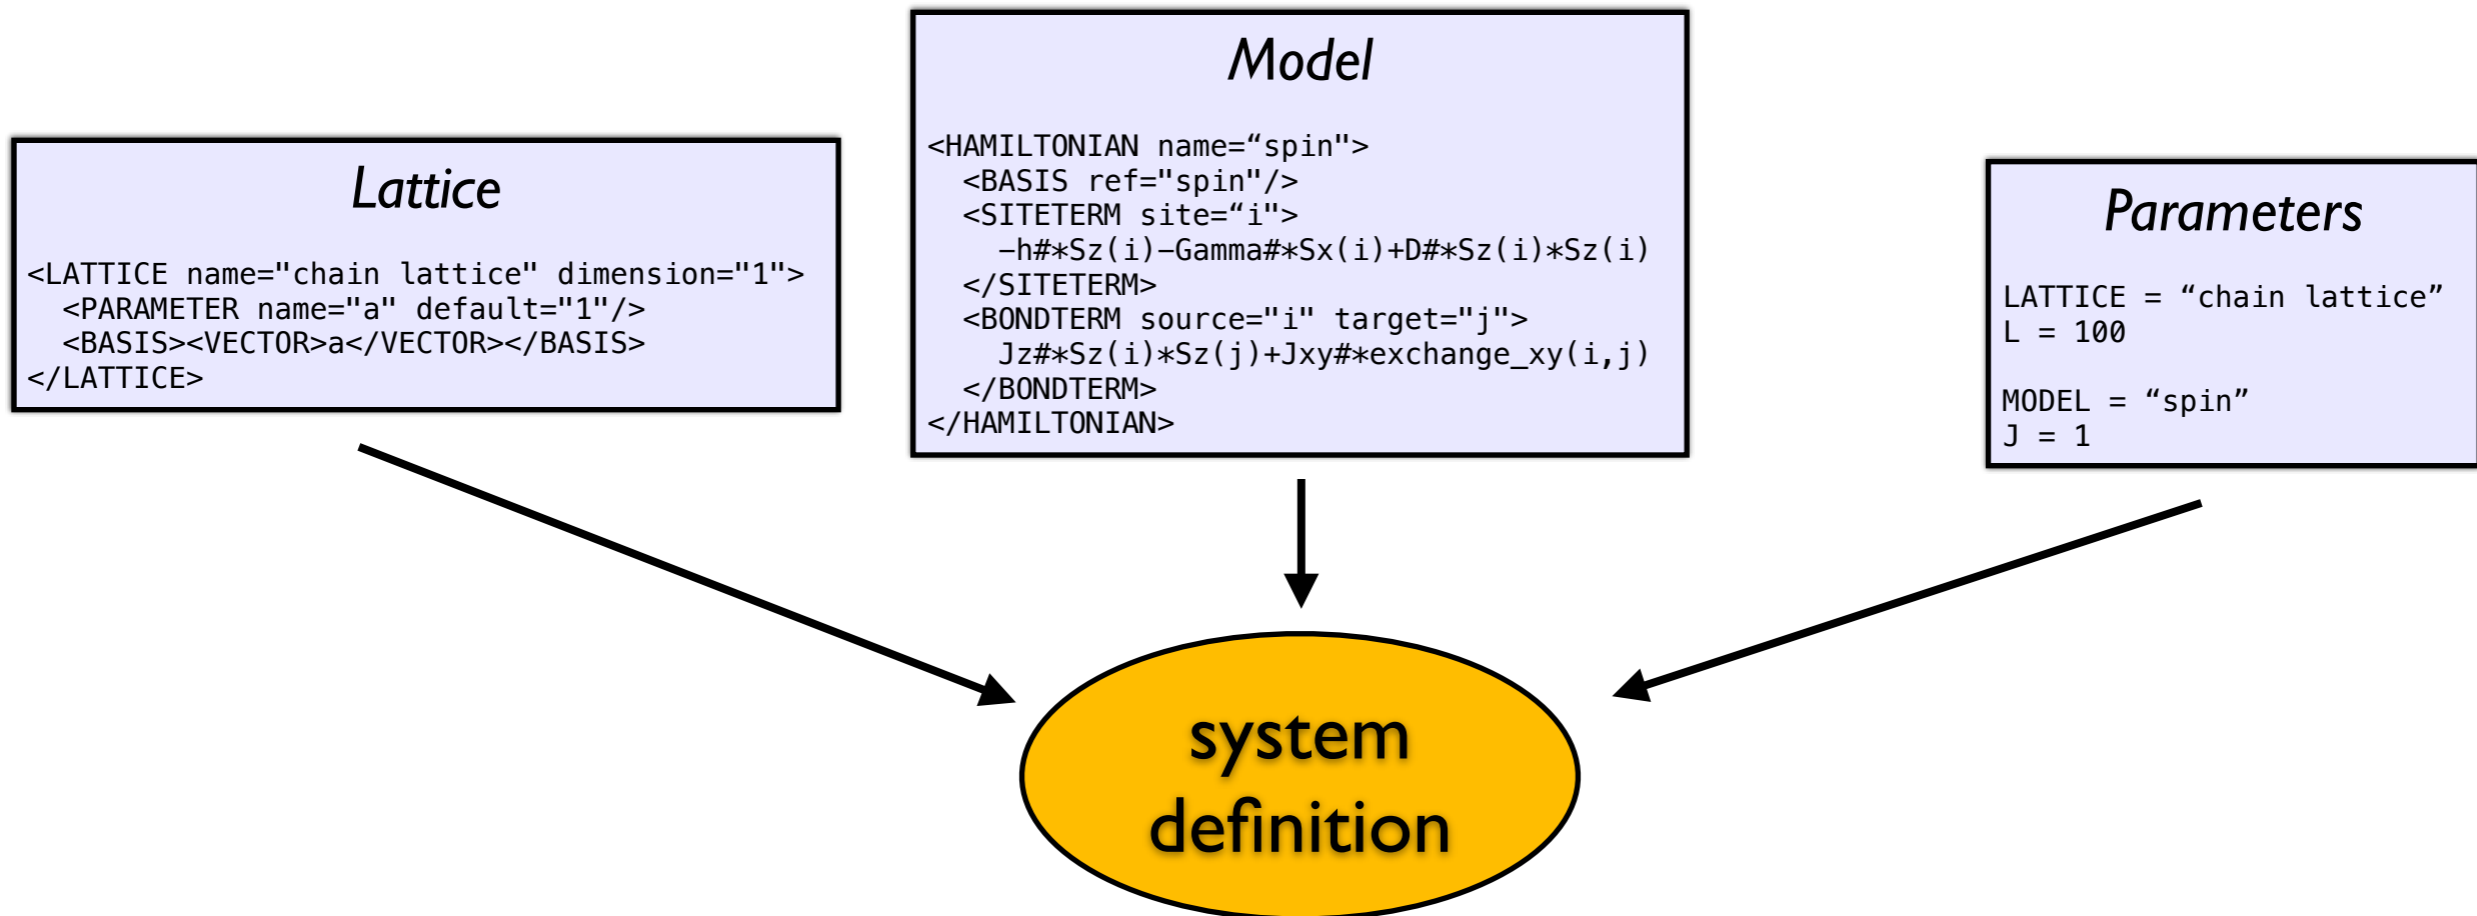 Lattice
<LATTICE name="chain lattice" dimension="1">
  <PARAMETER name="a" default="1"/>
  <BASIS><VECTOR>a</VECTOR></BASIS>
</LATTICE>
Model
<HAMILTONIAN name=“spin">
  <BASIS ref="spin"/>
  <SITETERM site=“i">
    −h#*Sz(i)−Gamma#*Sx(i)+D#*Sz(i)*Sz(i)
  </SITETERM>
  <BONDTERM source="i" target="j">
    Jz#*Sz(i)*Sz(j)+Jxy#*exchange_xy(i,j)
  </BONDTERM>
</HAMILTONIAN>
Parameters
LATTICE = “chain lattice”
L = 100
MODEL = “spin”
J = 1
system
definition